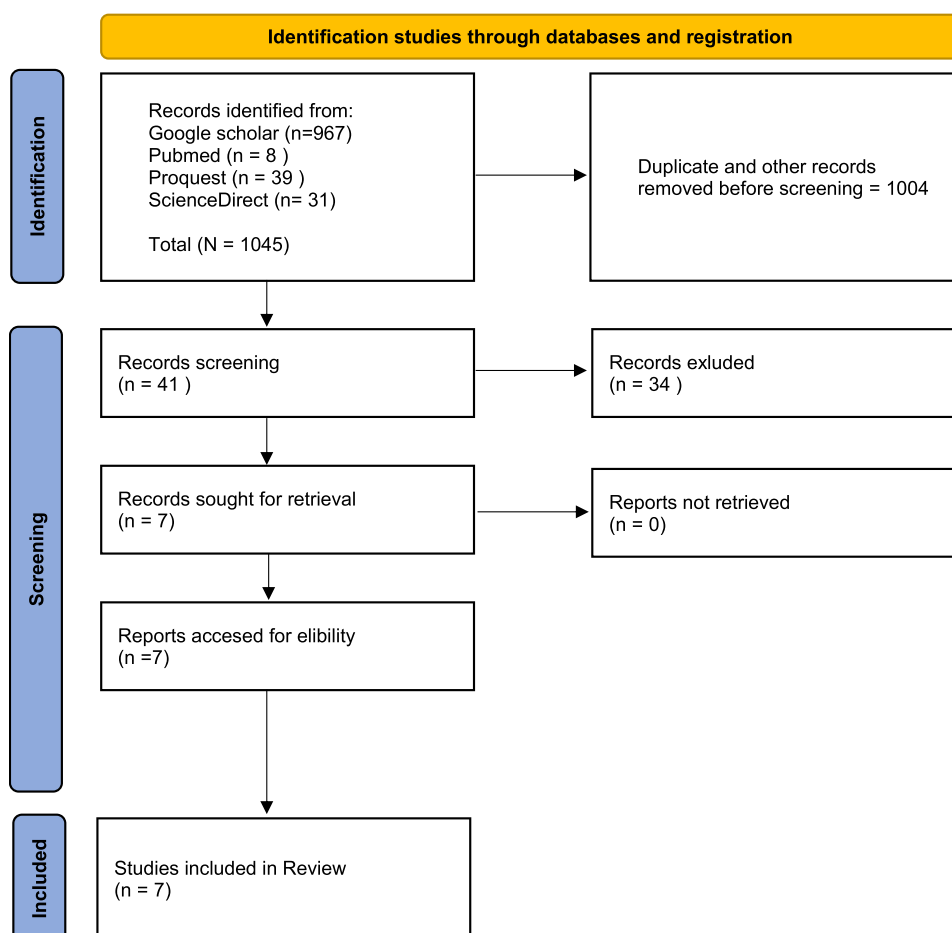 Identification studies through databases and registration
Identification
Records identified from:
Google scholar (n=967)
Pubmed (n = 8 )
Proquest (n = 39 )
ScienceDirect (n= 31)
Total (N = 1045)
Duplicate and other records
removed before screening = 1004
Screening
Records screening
(n = 41 )
Records exluded
(n = 34 )
Records sought for retrieval
(n = 7)
Reports not retrieved
(n = 0)
Reports accesed for elibility
(n =7)
Included
Studies included in Review
(n = 7)